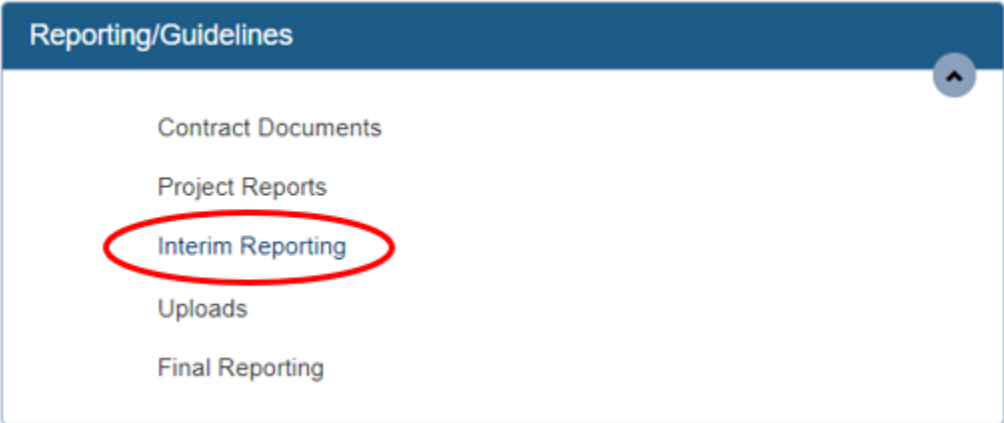 Reporting/Guidelines
Contract Documents
Project Reports
Interim Reporting
Uploads
Final Reporting